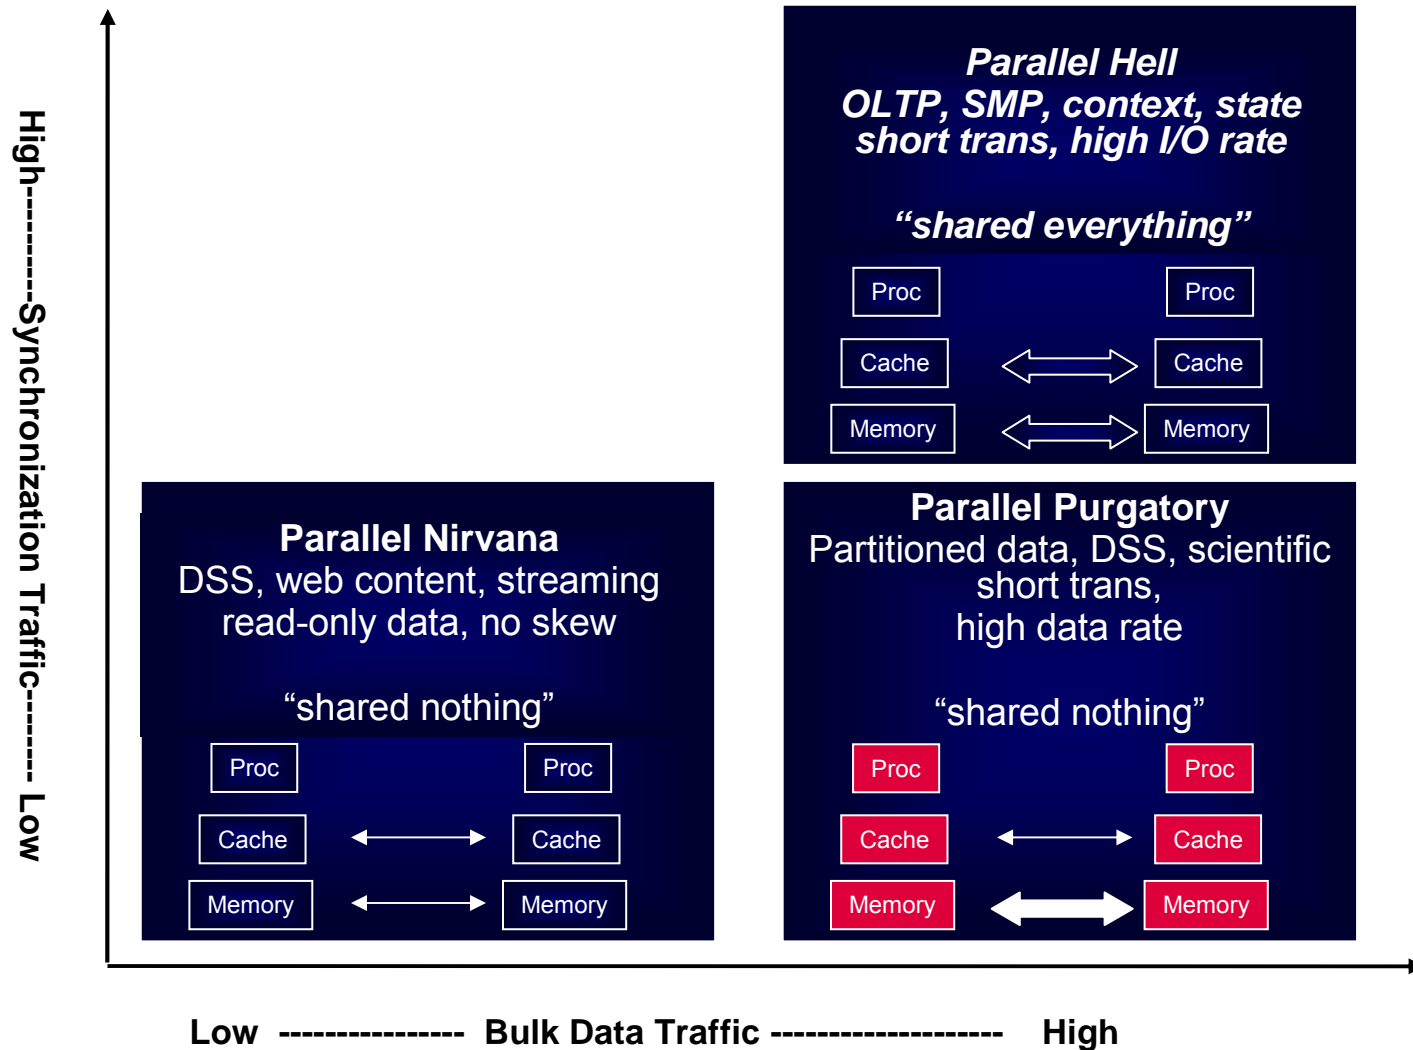 High-----------Synchronization Traffic-------- Low
Parallel Hell
OLTP, SMP, context, state
short trans, high I/O rate
“shared everything”
Proc Proc
Cache Cache
Memory Memory
Parallel Nirvana
DSS, web content, streaming
read-only data, no skew
“shared nothing”
Proc Proc
Cache Cache
Memory Memory
Parallel Purgatory
Partitioned data, DSS, scientific
short trans,
high data rate
“shared nothing”
Proc Proc
Cache Cache
Memory Memory
Low ---------------- Bulk Data Traffic -------------------- High